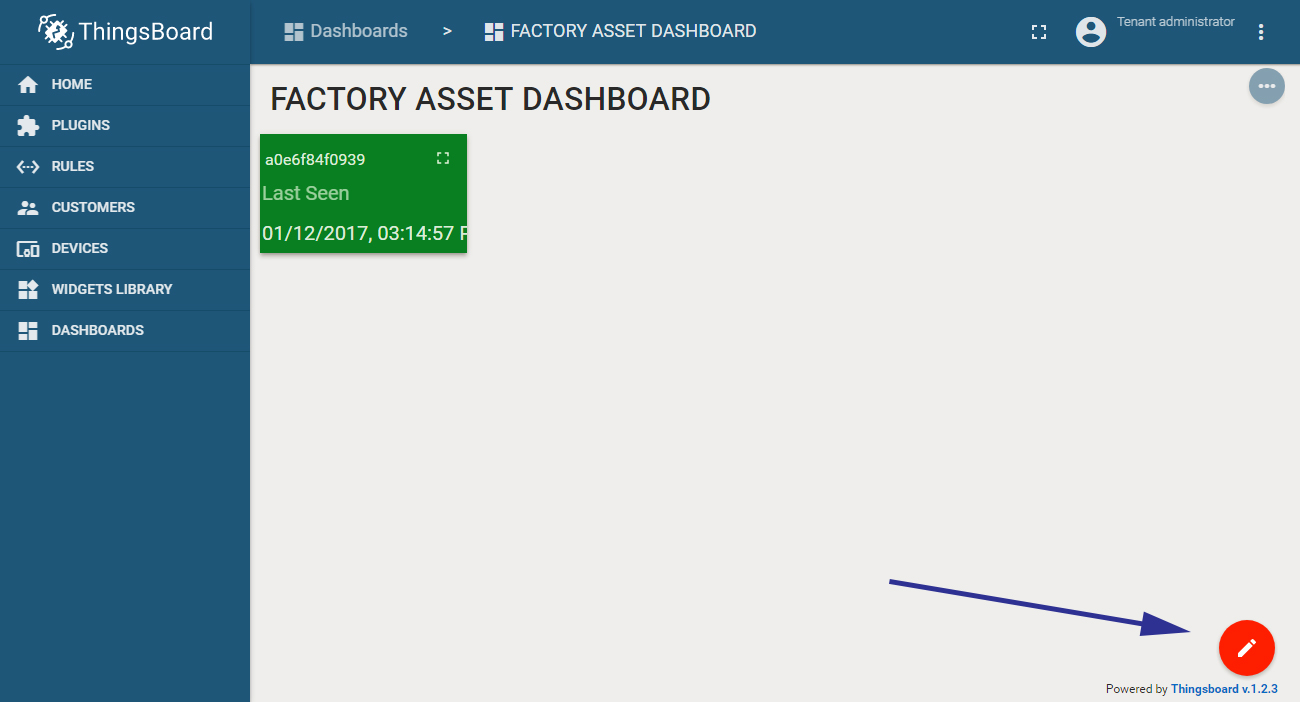 ThingsBoard
Dashboards > FACTORY ASSET DASHBOARD
Tenant administrator
HOME
PLUGINS
RULES
CUSTOMERS
DEVICES
WIDGETS LIBRARY
DASHBOARDS
FACTORY ASSET DASHBOARD
a0e6f84f0939
Last Seen
01/12/2017, 03:14:57 P
Powered by Thingsboard v.1.2.3